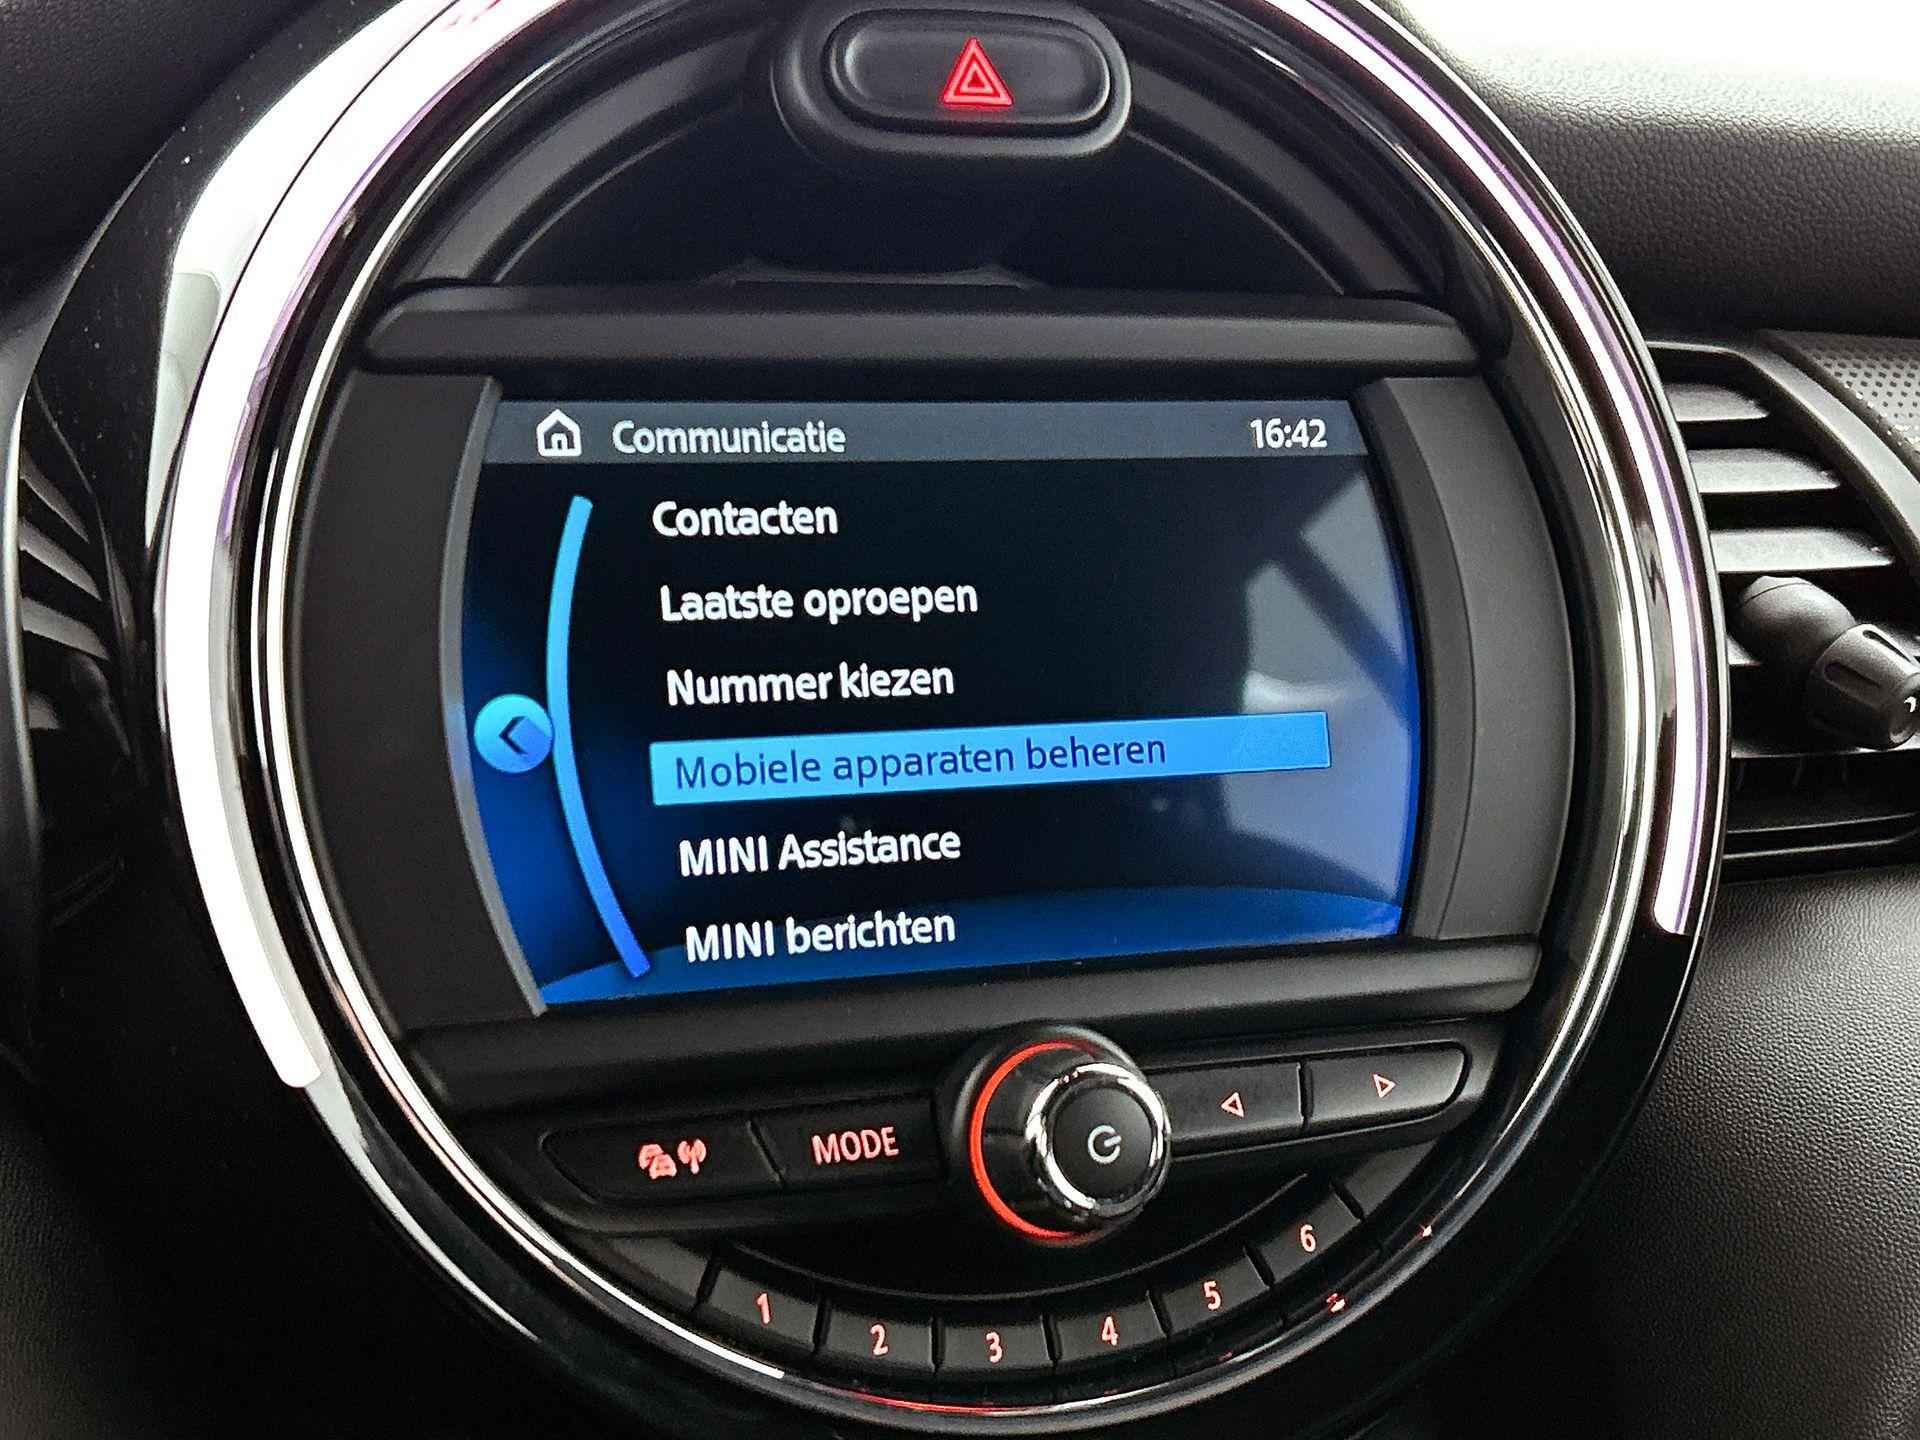 Communicatie 16:42
Contacten
Laatste oproepen
Nummer kiezen
Mobiele apparaten beheren
MINI Assistance
MINI berichten
MODE
1 2 3 4 5 6